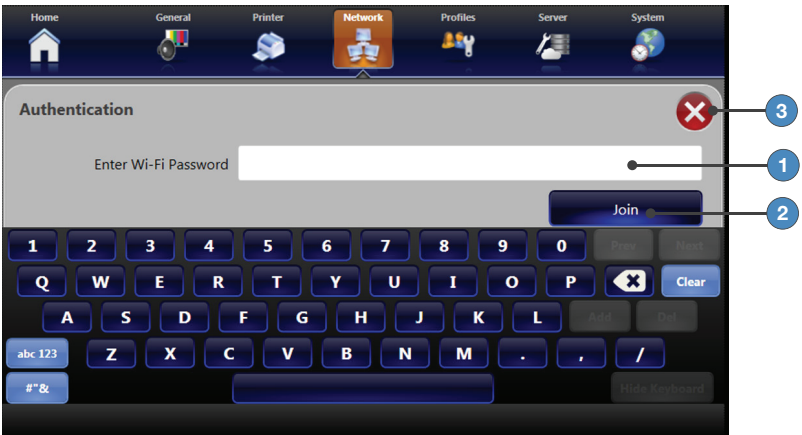 Home General Printer Network Profiles Server System
Authentication
3
Enter Wi-Fi Password
1
Join
2
1 2 3 4 5 6 7 8 9 0 Prev Next
Q W E R T Y U I O P Clear
A S D F G H J K L Add Del
abc 123 Z X C V B N M . , /
#"& Hide Keyboard